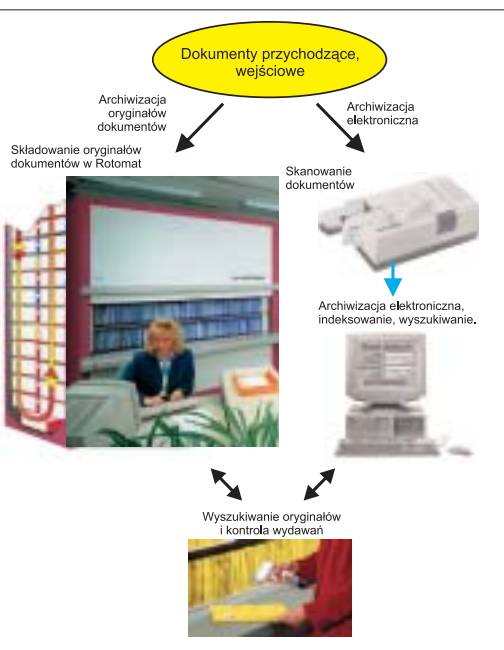 Dokumenty przychodzące,
wejściowe
Archiwizacja
oryginałów
dokumentów
Archiwizacja
elektroniczna
Składowanie oryginałów
dokumentów w Rotomat
Skanowanie
dokumentów
Archiwizacja elektroniczna,
indeksowanie, wyszukiwanie.
Wyszukiwanie oryginałów
i kontrola wydawań